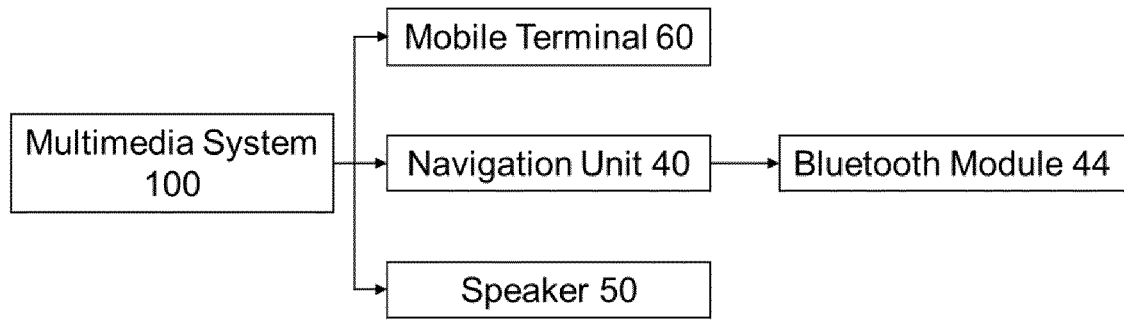 Mobile Terminal 60
Multimedia System
100
Navigation Unit 40
Bluetooth Module 44
Speaker 50